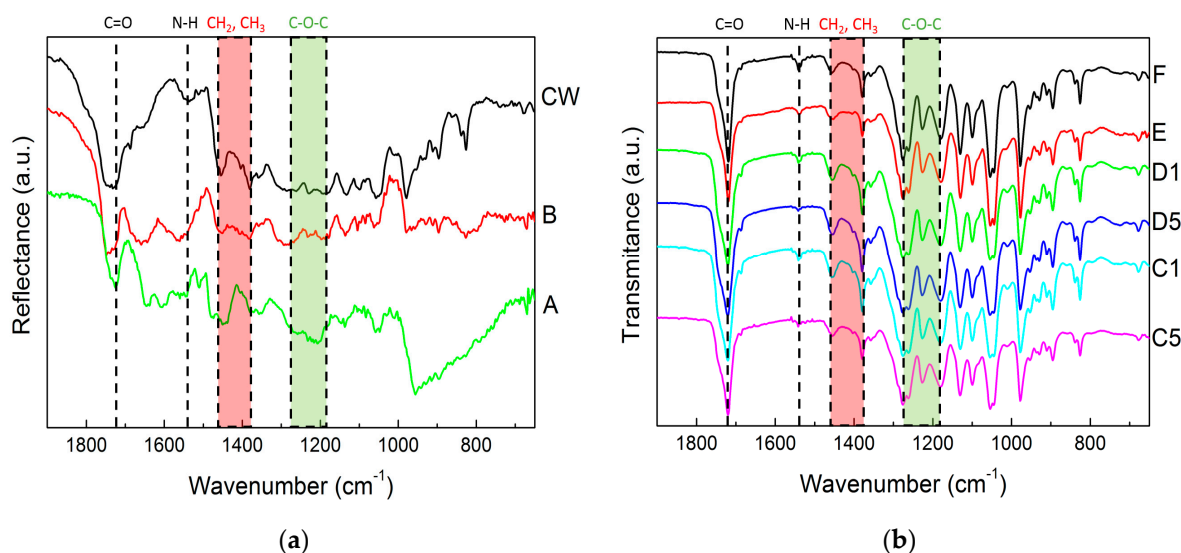 C=O N-H CH₂, CH₃ C-O-C
CW
B
A
Reflectance (a.u.)
1800 1600 1400 1200 1000 800
Wavenumber (cm⁻¹)
(a)
C=O N-H CH₂, CH₃ C-O-C
F
E
D1
D5
C1
C5
Transmitance (a.u.)
1800 1600 1400 1200 1000 800
Wavenumber (cm⁻¹)
(b)